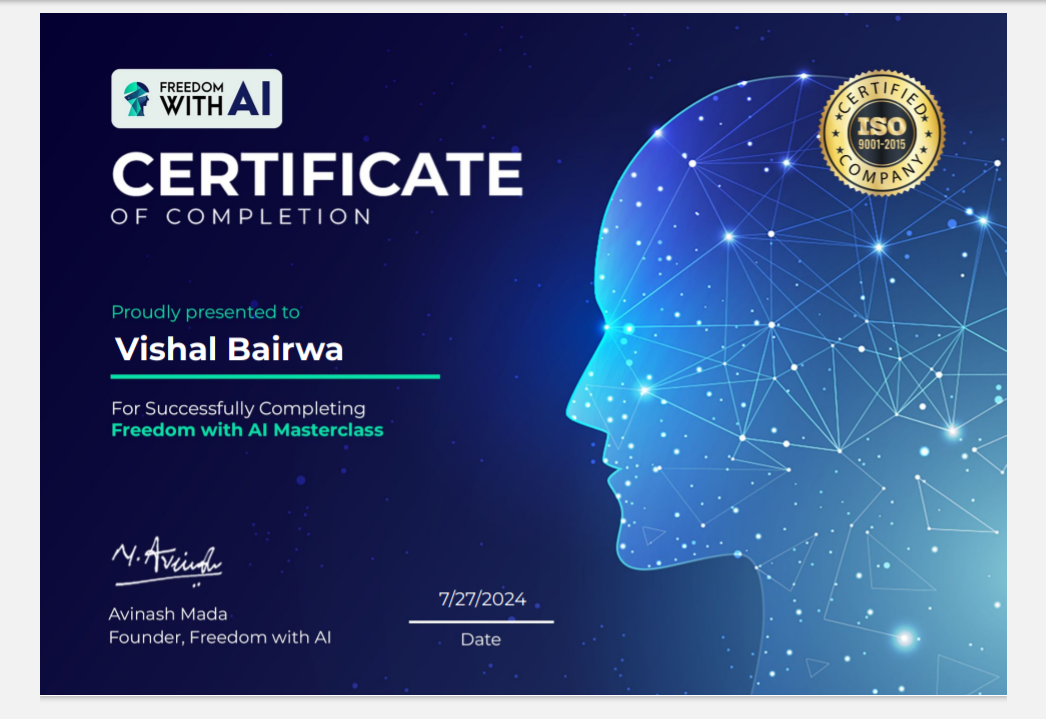 FREEDOM
WITH AI
CERTIFIED
ISO
9001-2015
COMPANY
CERTIFICATE
OF COMPLETION
Proudly presented to
Vishal Bairwa
For Successfully Completing
Freedom with AI Masterclass
M. Avinash
7/27/2024
Avinash Mada
Founder, Freedom with AI
Date